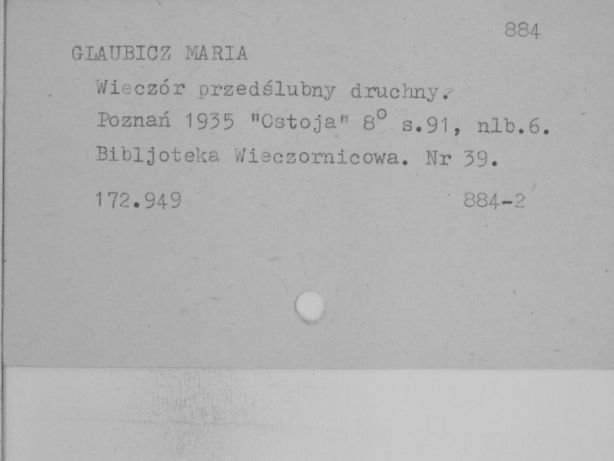 884
GLAUBICZ MARIA
Wieczór przedślubny druchny.
Poznań 1935 "Ostoja" 8° s.91, nlb.6.
Bibljoteka Wieczornicowa. Nr 39.
172.949 884-2